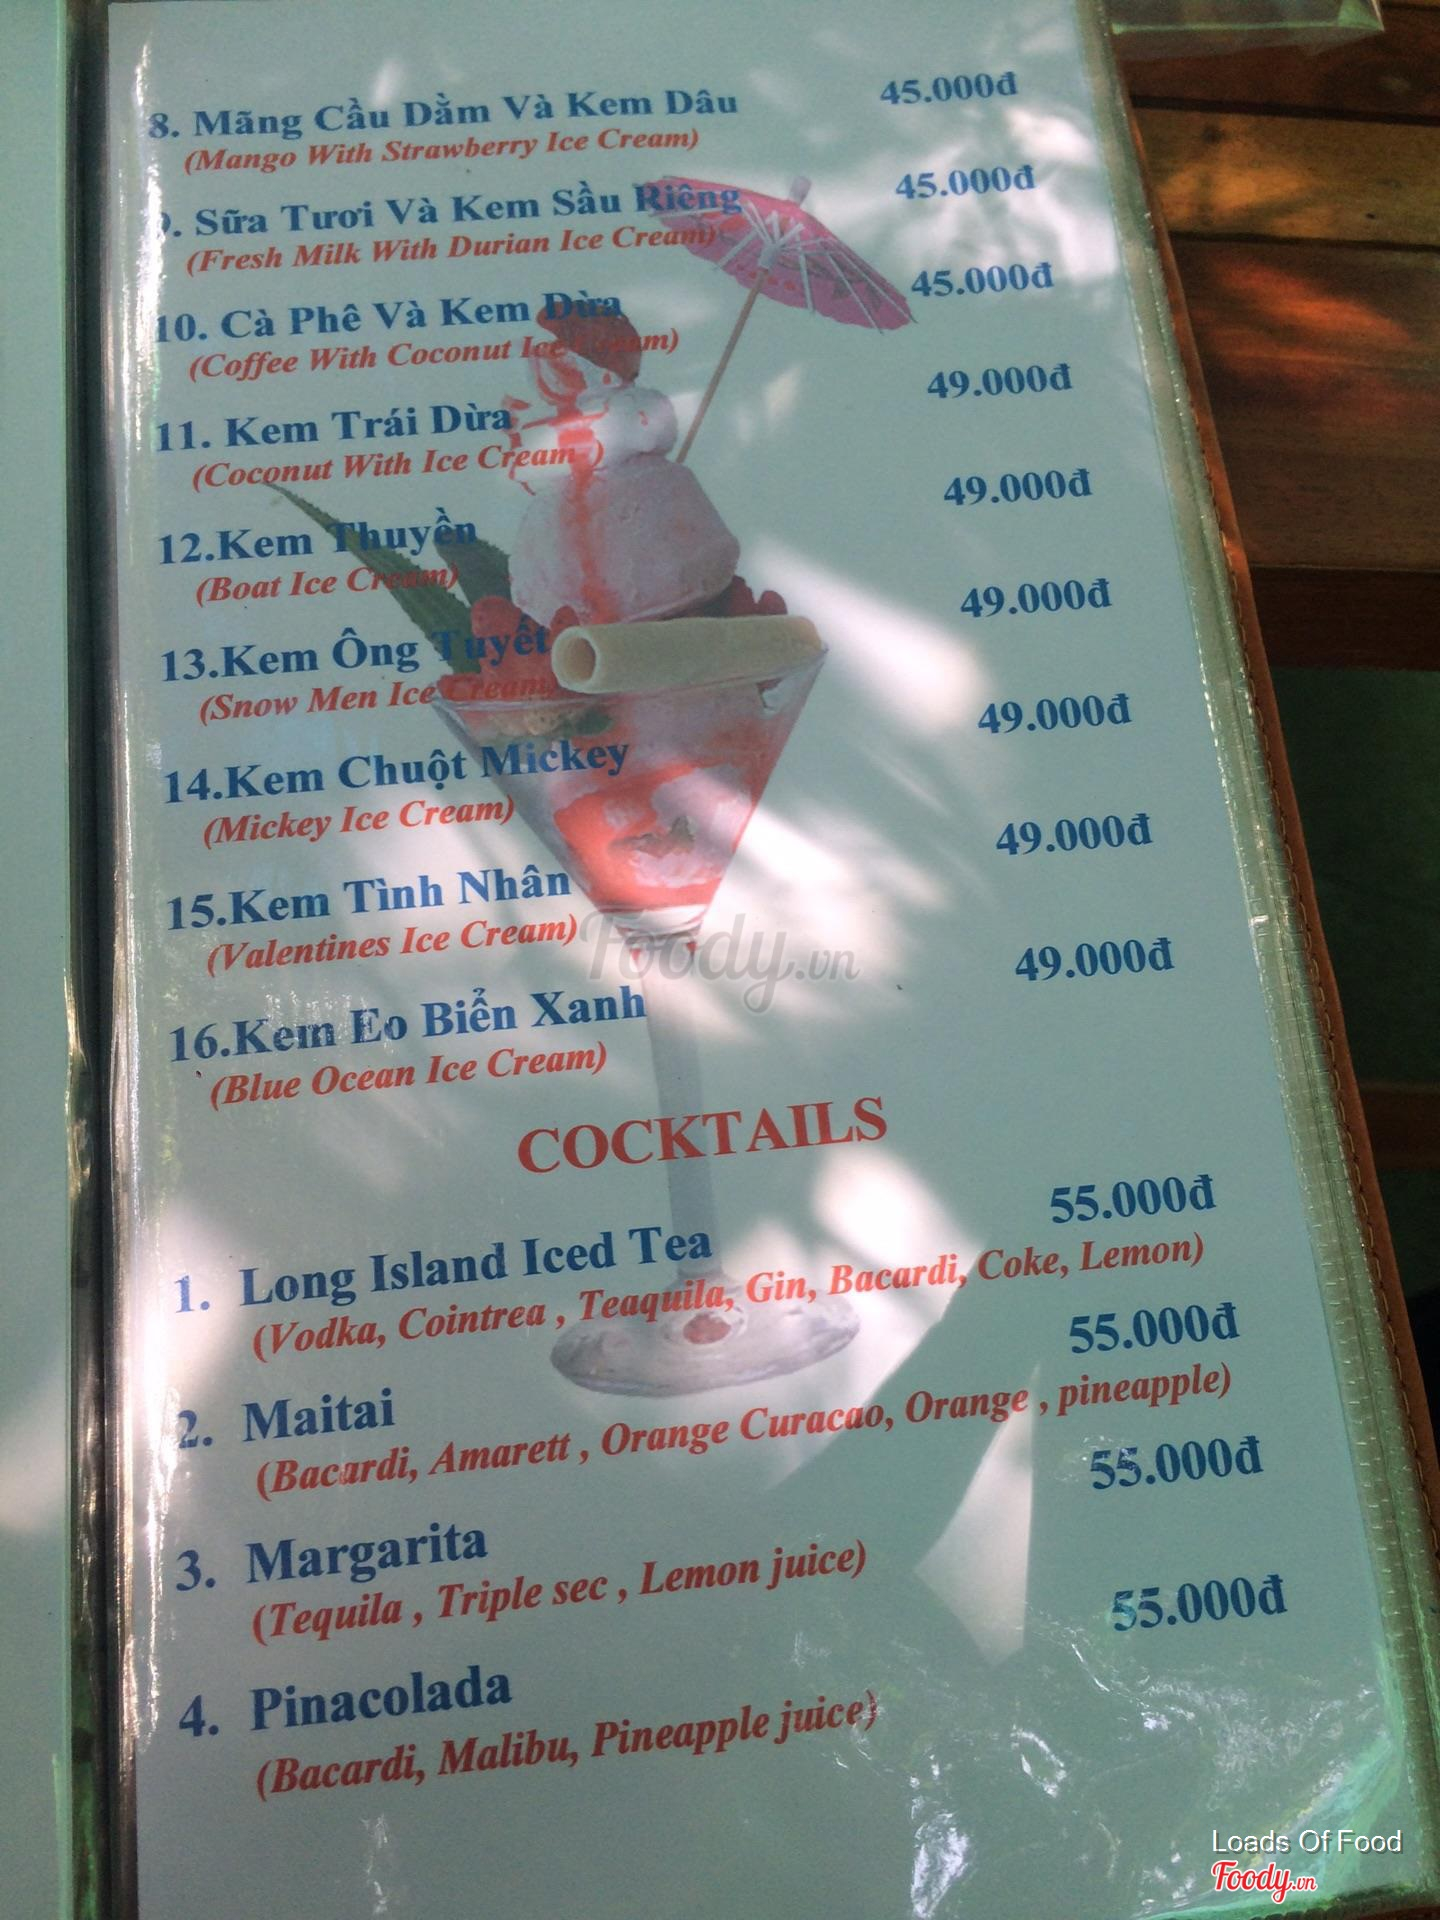 8. Mãng Cầu Dằm Và Kem Dâu 45.000đ
(Mango With Strawberry Ice Cream)
. Sữa Tươi Và Kem Sầu Riêng 45.000đ
(Fresh Milk With Durian Ice Cream)
10. Cà Phê Và Kem Dừa 45.000đ
(Coffee With Coconut Ice Cream)
11. Kem Trái Dừa 49.000đ
(Coconut With Ice Cream )
12.Kem Thuyền 49.000đ
(Boat Ice Cream)
13.Kem Ông Tuyết 49.000đ
(Snow Men Ice Cream)
14.Kem Chuột Mickey 49.000đ
(Mickey Ice Cream)
15.Kem Tình Nhân 49.000đ
(Valentines Ice Cream)
16.Kem Eo Biển Xanh 49.000đ
(Blue Ocean Ice Cream)
COCKTAILS
1. Long Island Iced Tea 55.000đ
(Vodka, Cointrea , Teaquila, Gin, Bacardi, Coke, Lemon)
2. Maitai 55.000đ
(Bacardi, Amarett , Orange Curacao, Orange , pineapple)
3. Margarita 55.000đ
(Tequila , Triple sec , Lemon juice)
4. Pinacolada 55.000đ
(Bacardi, Malibu, Pineapple juice)
Foody.vn
Loads Of Food
Foody.vn